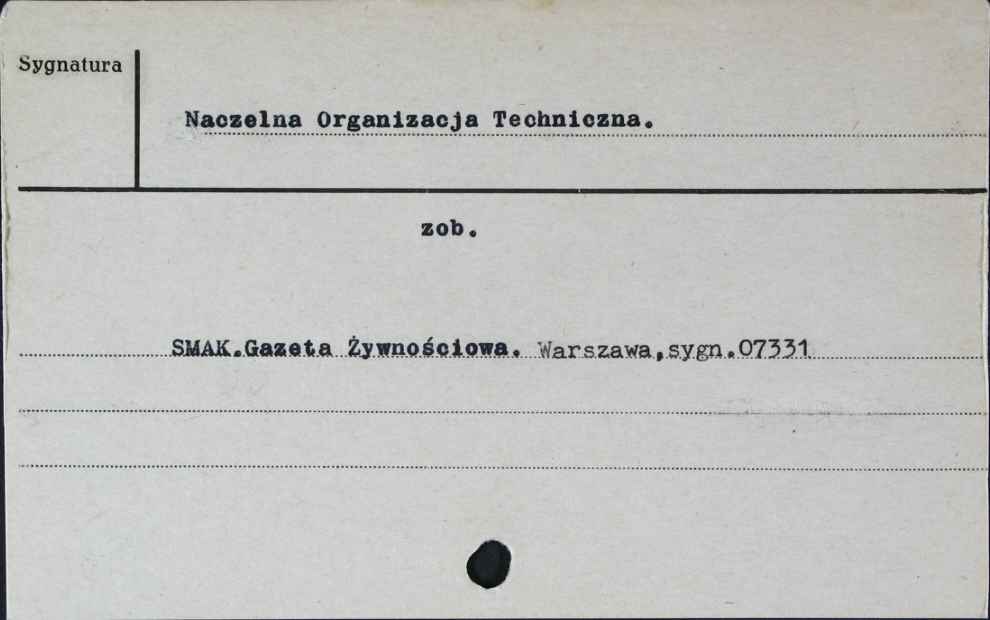 Sygnatura
Naczelna Organizacja Techniczna.
zob.
SMAK.Gazeta Żywnościowa. Warszawa,sygn.07331